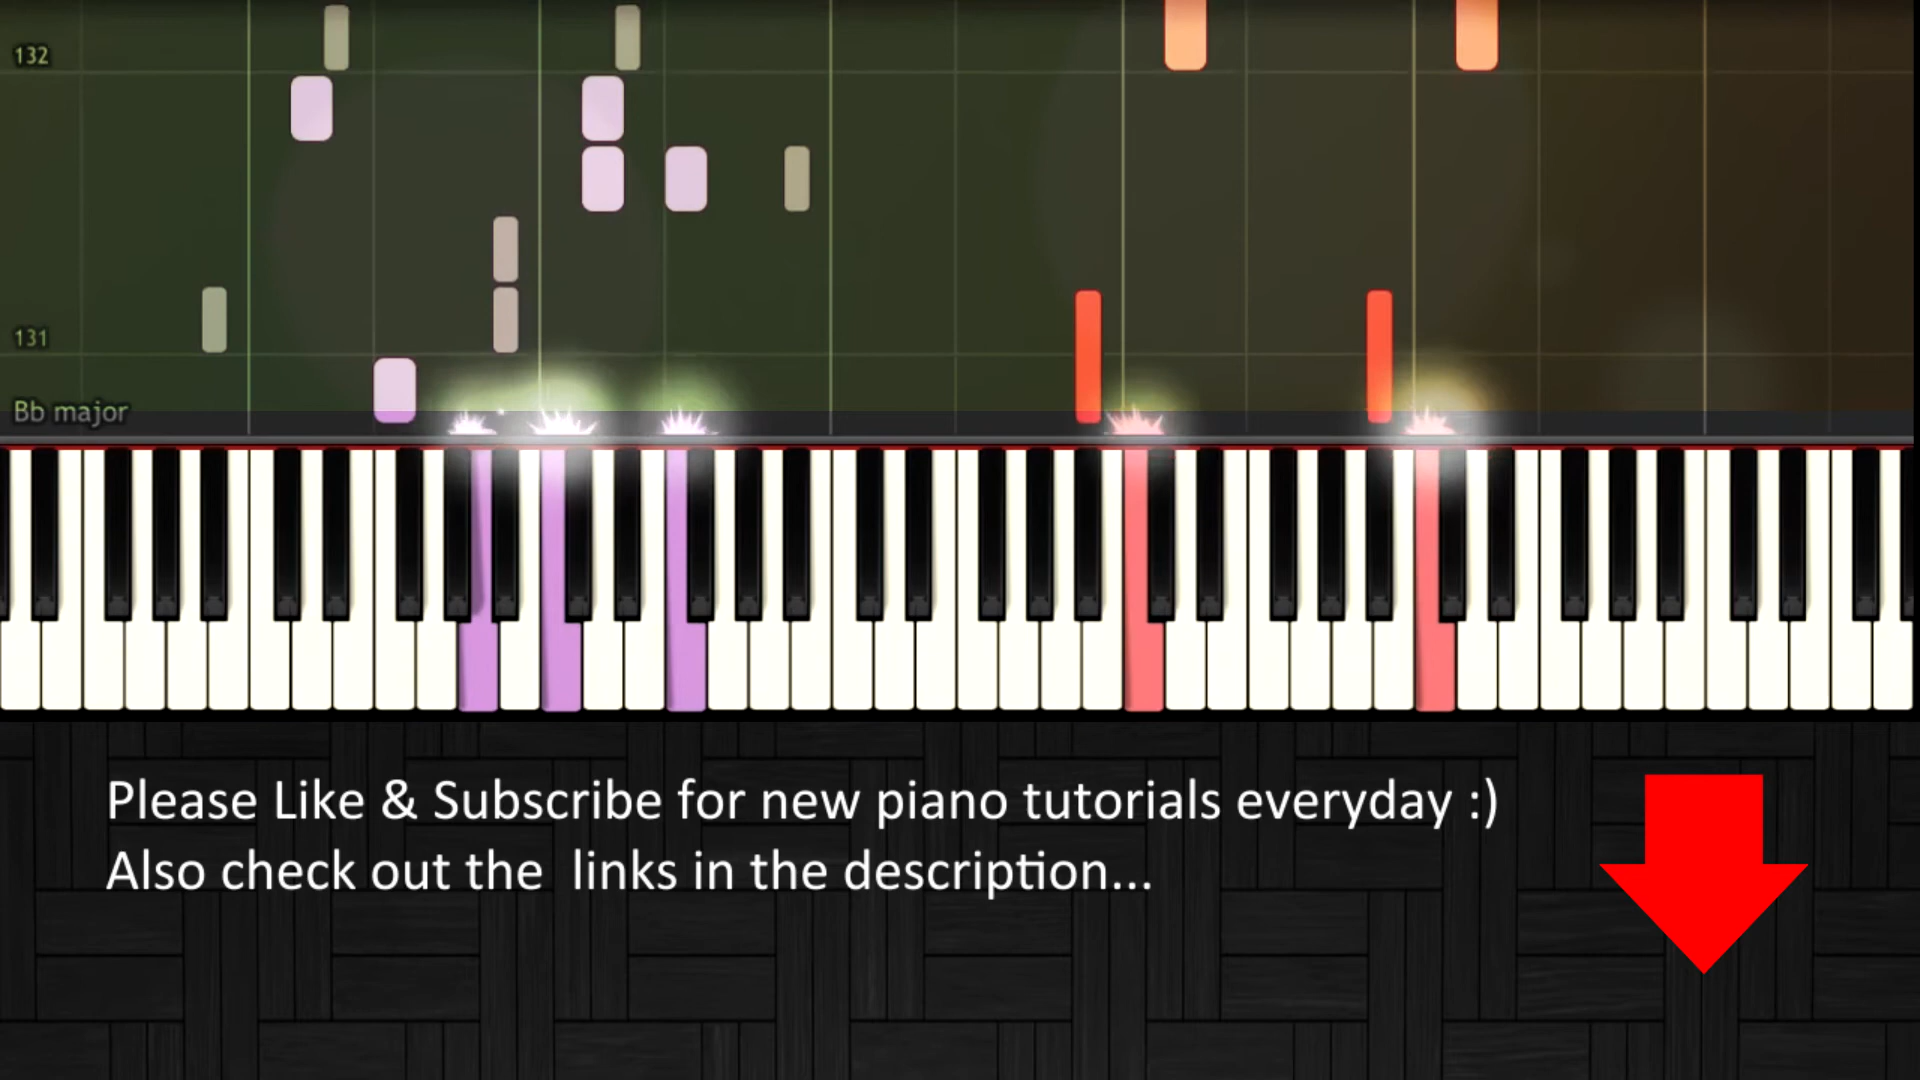 132
131
Bb major
Please Like & Subscribe for new piano tutorials everyday :)
Also check out the  links in the description...